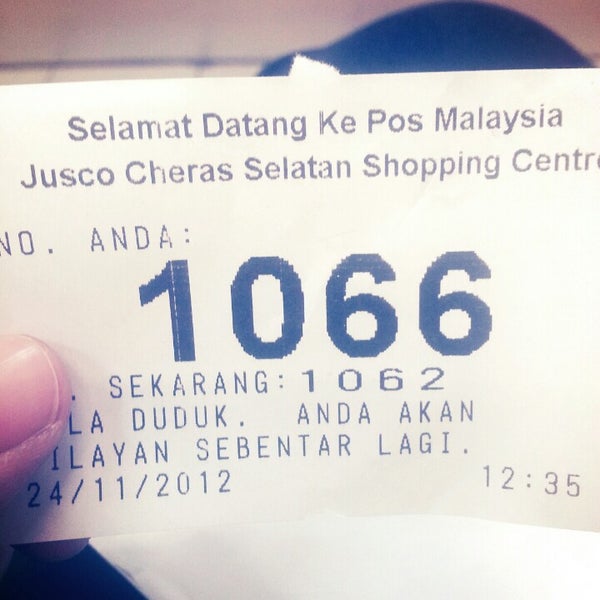 Selamat Datang Ke Pos Malaysia
Jusco Cheras Selatan Shopping Centre
NO. ANDA:
1066
. SEKARANG: 1062
LA DUDUK. ANDA AKAN
ILAYAN SEBENTAR LAGI.
24/11/2012 12:35